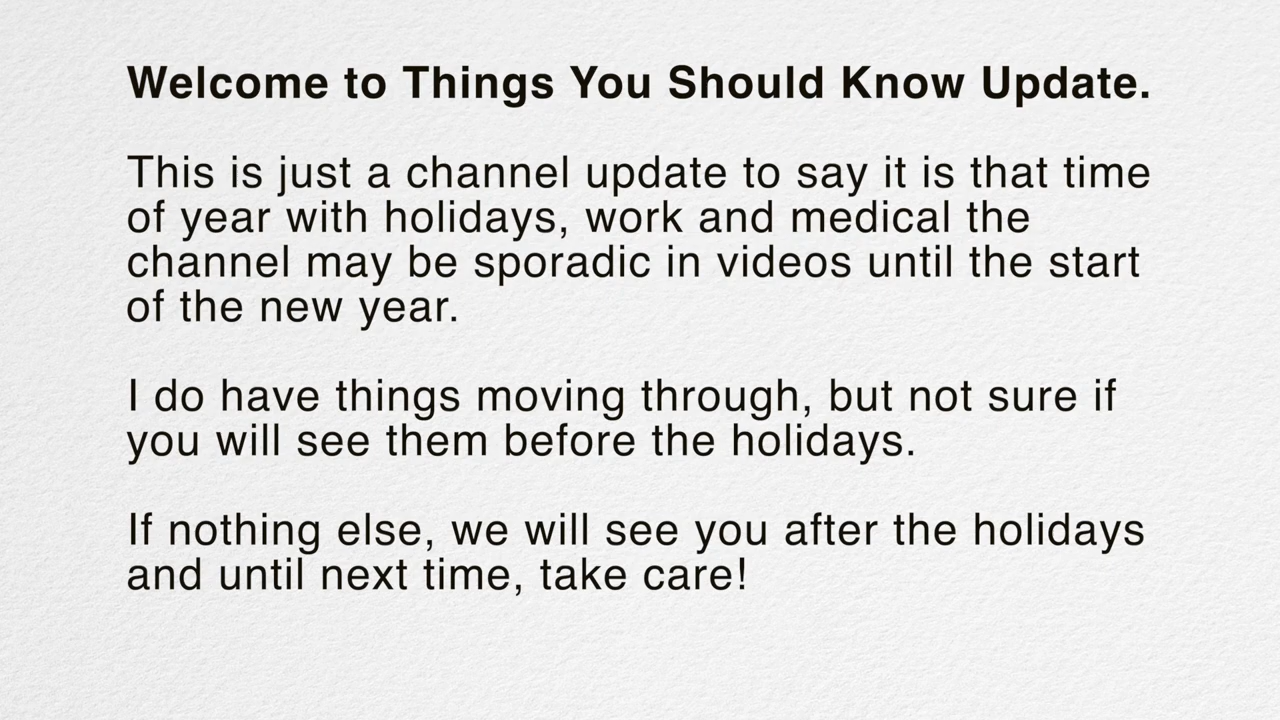 Welcome to Things You Should Know Update.
This is just a channel update to say it is that time
of year with holidays, work and medical the
channel may be sporadic in videos until the start
of the new year.
I do have things moving through, but not sure if
you will see them before the holidays.
If nothing else, we will see you after the holidays
and until next time, take care!